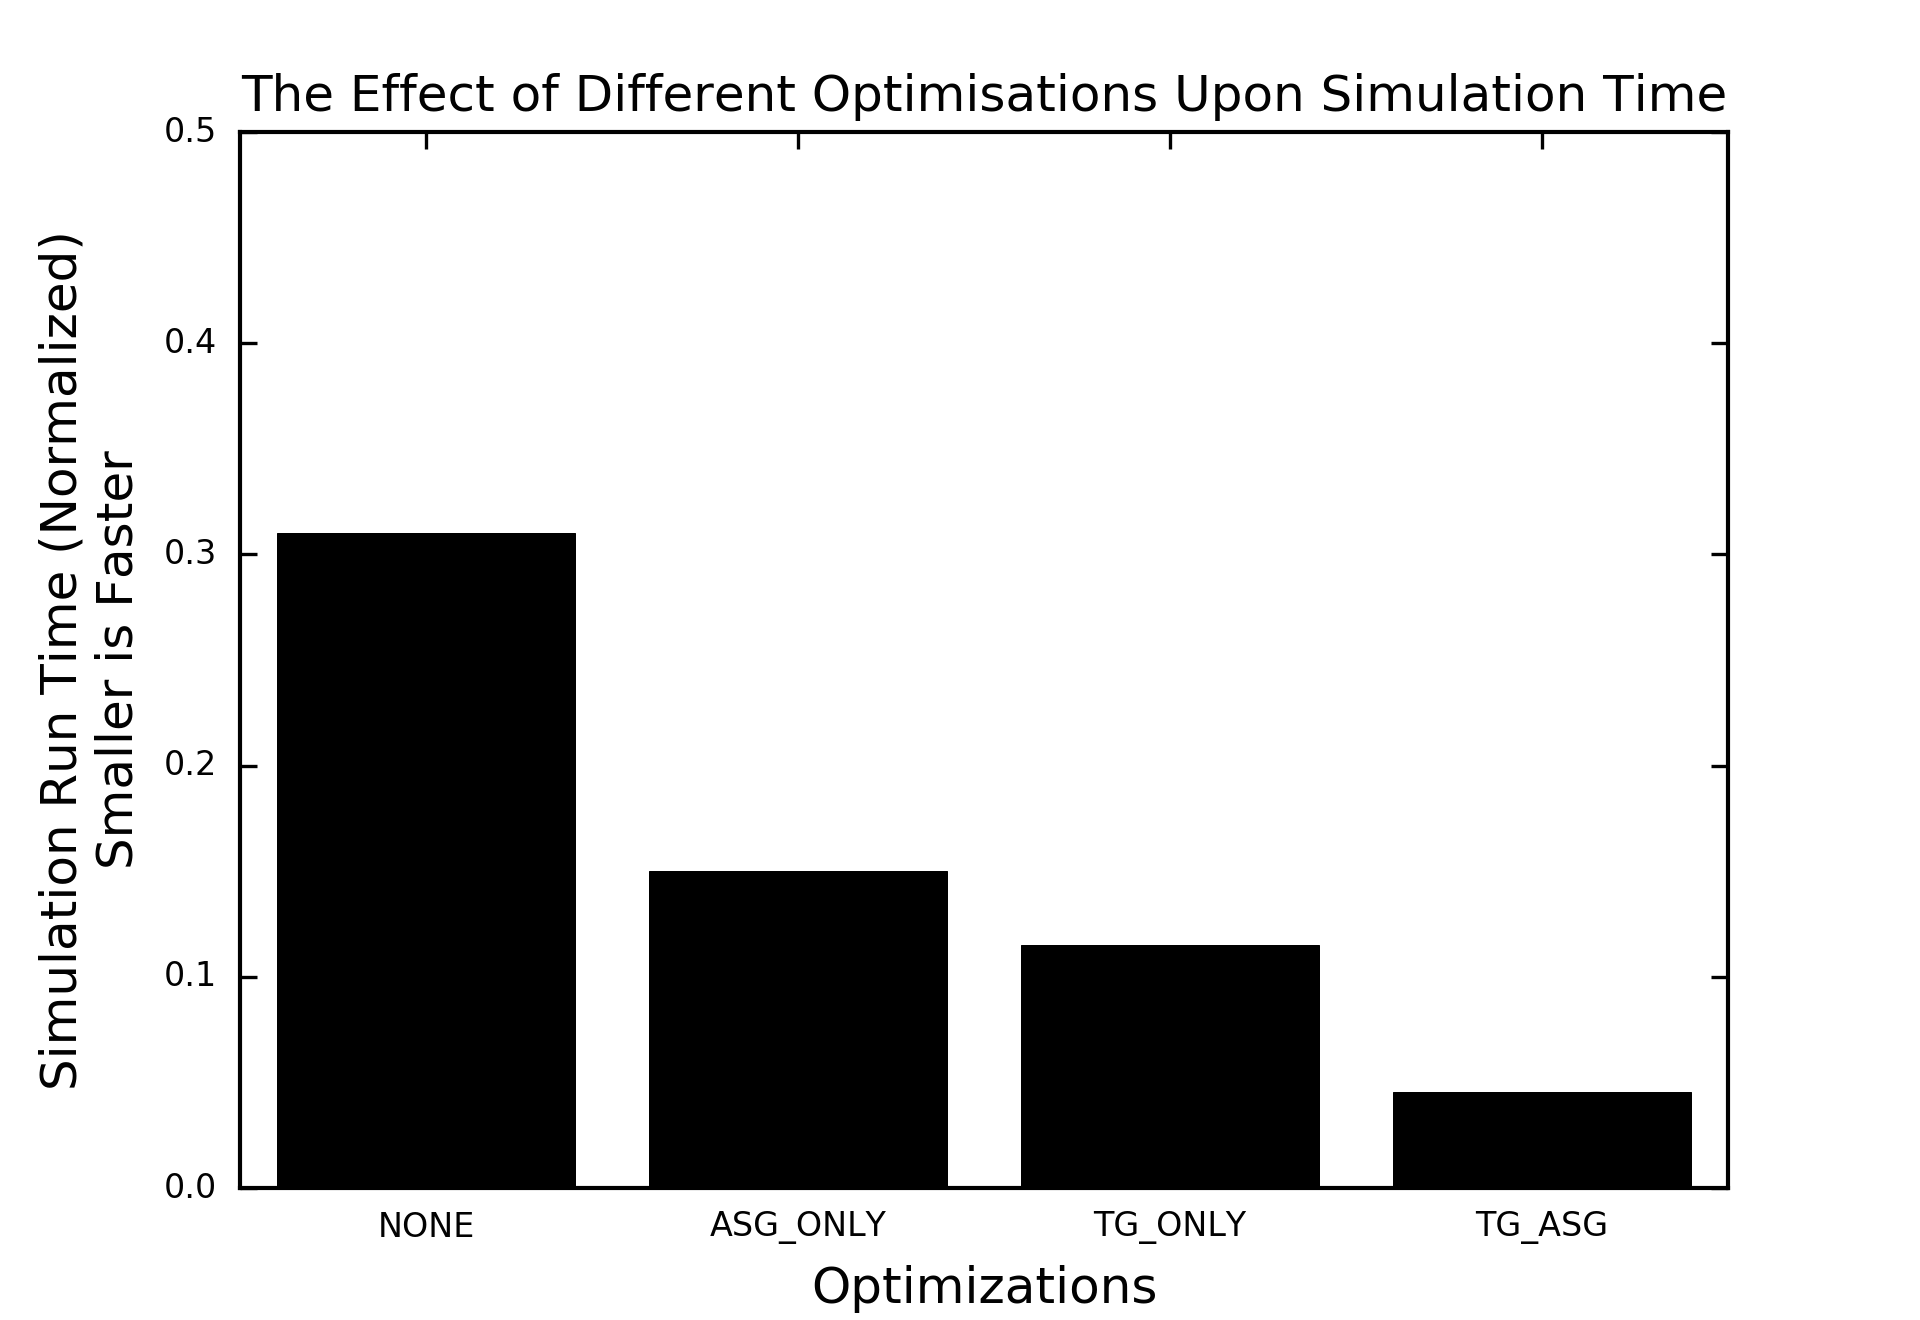 The Effect of Different Optimisations Upon Simulation Time
Simulation Run Time (Normalized)
Smaller is Faster
0.5
0.4
0.3
0.2
0.1
0.0
NONE ASG_ONLY TG_ONLY TG_ASG
Optimizations